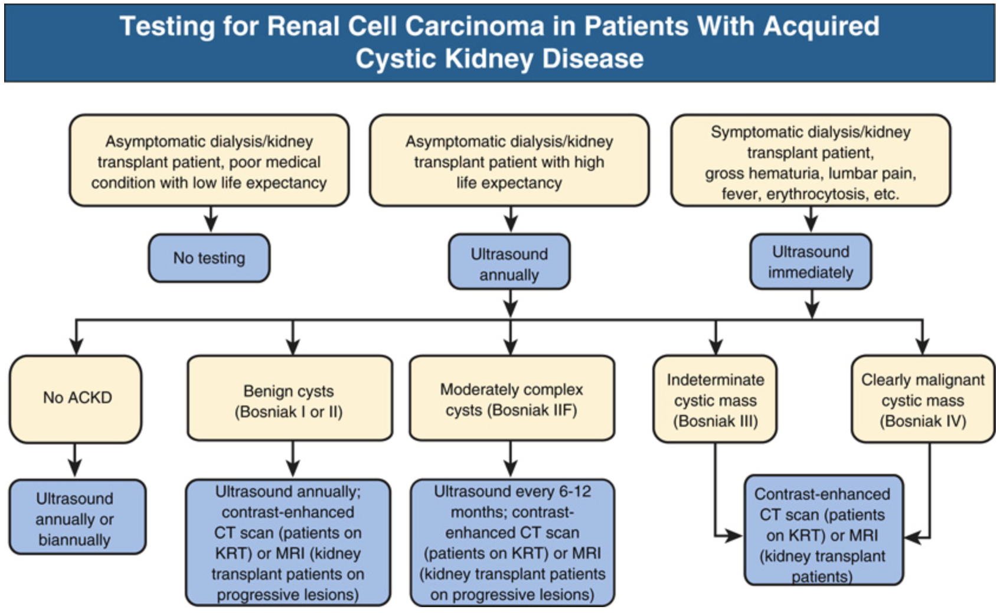 Testing for Renal Cell Carcinoma in Patients With Acquired
Cystic Kidney Disease
Asymptomatic dialysis/kidney
transplant patient, poor medical
condition with low life expectancy
Asymptomatic dialysis/kidney
transplant patient with high
life expectancy
Symptomatic dialysis/kidney
transplant patient,
gross hematuria, lumbar pain,
fever, erythrocytosis, etc.
No testing
Ultrasound
annually
Ultrasound
immediately
No ACKD
Benign cysts
(Bosniak I or II)
Moderately complex
cysts (Bosniak IIF)
Indeterminate
cystic mass
(Bosniak III)
Clearly malignant
cystic mass
(Bosniak IV)
Ultrasound
annually or
biannually
Ultrasound annually;
contrast-enhanced
CT scan (patients on
KRT) or MRI (kidney
transplant patients on
progressive lesions)
Ultrasound every 6-12
months; contrast-
enhanced CT scan
(patients on KRT) or MRI
(kidney transplant patients
on progressive lesions)
Contrast-enhanced
CT scan (patients
on KRT) or MRI
(kidney transplant
patients)